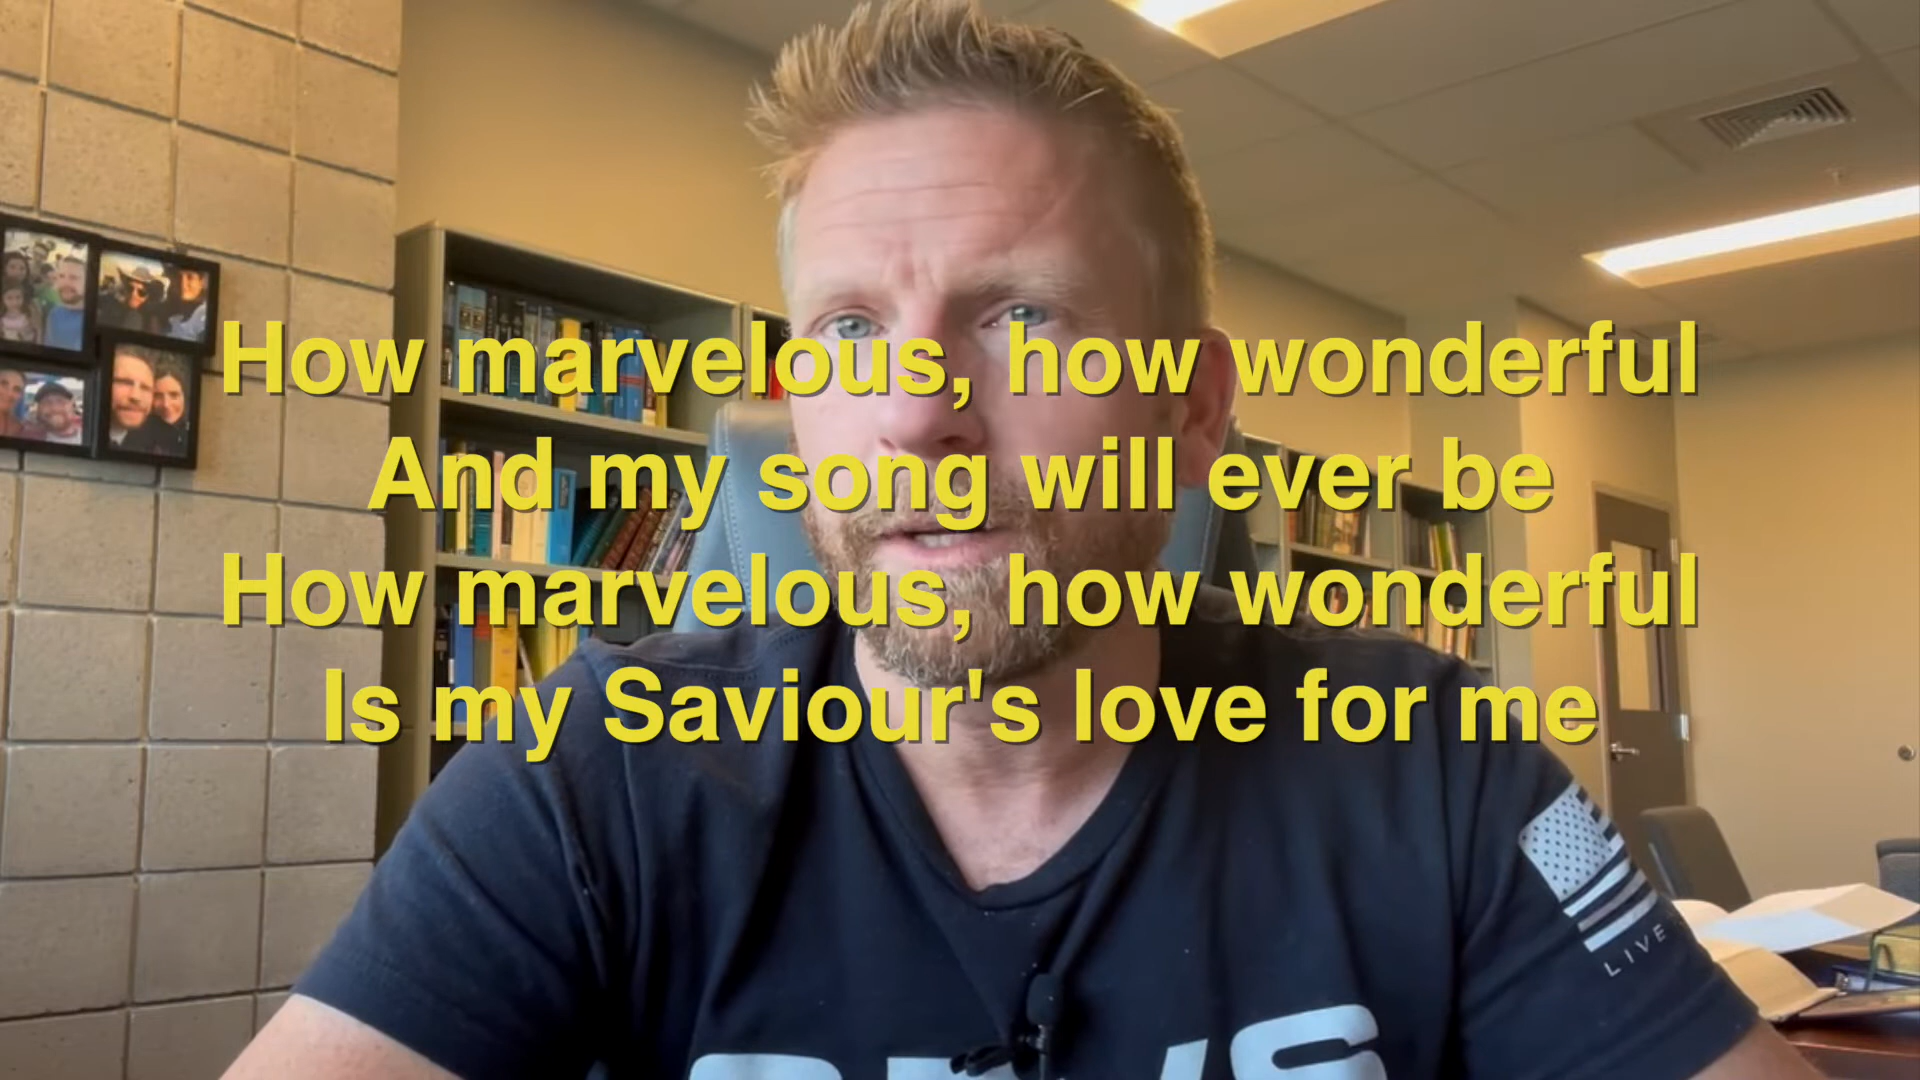 How marvelous, how wonderful
And my song will ever be
How marvelous, how wonderful
Is my Saviour's love for me
LIVE